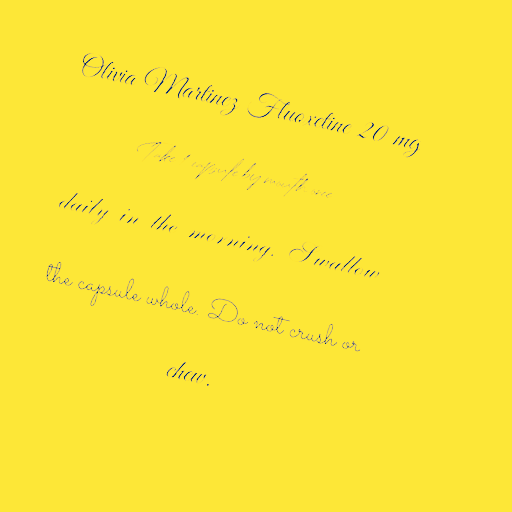 Olivia Martinez Fluoxetine 20 mg
Take 1 capsule by mouth
daily in the morning. Swallow
the capsule whole. Do not crush or
chew.